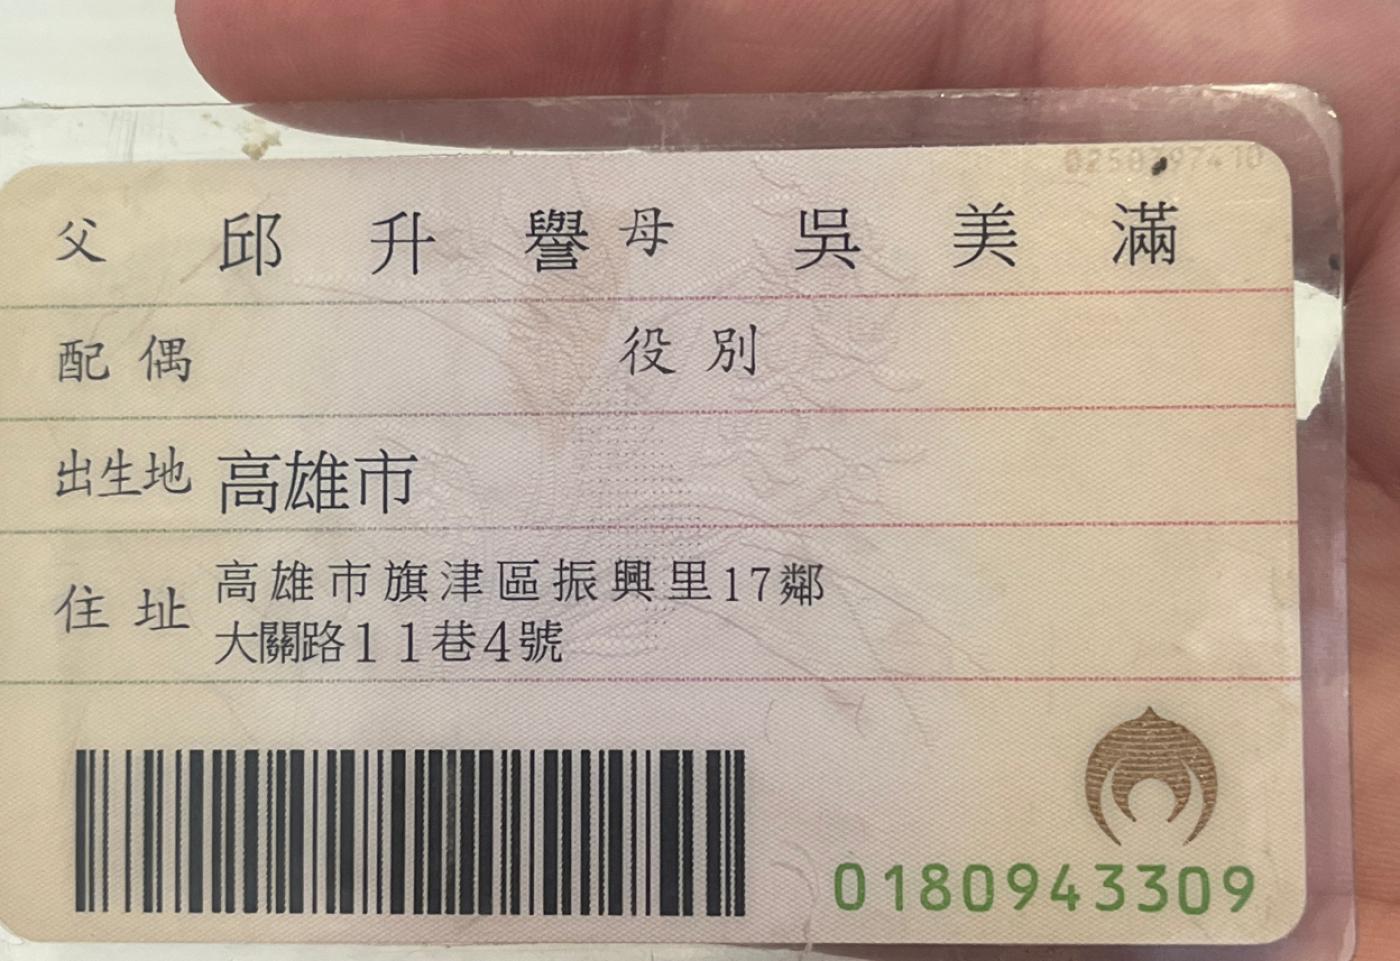 父 邱升譽 母 吳美滿
配偶 役別
出生地 高雄市
住址 高雄市旗津區振興里17鄰
大關路11巷4號
0180943309